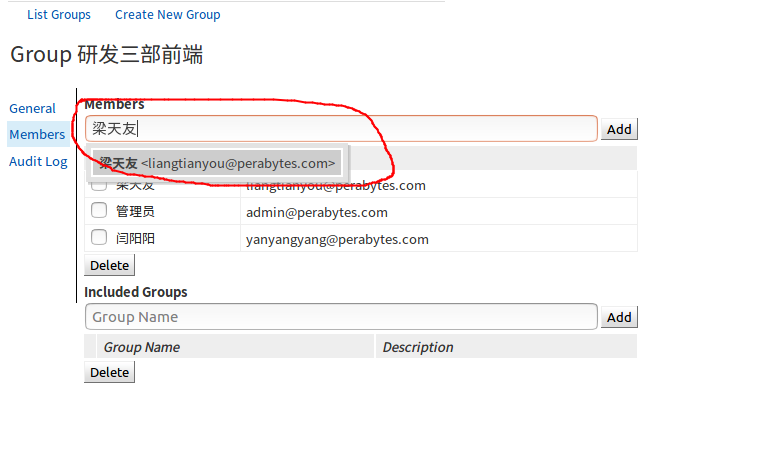 List Groups Create New Group
Group 研发三部前端
General
Members
Audit Log
Members
梁天友 Add
梁天友 <liangtianyou@perabytes.com>
梁天友 liangtianyou@perabytes.com
管理员 admin@perabytes.com
闫阳阳 yanyangyang@perabytes.com
Delete
Included Groups
Group Name Add
Group Name Description
Delete